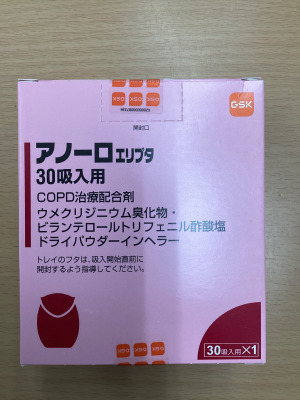 GSK
開封口
アノーロエリプタ
30吸入用
COPD治療配合剤
ウメクリジニウム臭化物・
ビランテロールトリフェニル酢酸塩
ドライパウダーインヘラー
トレイのフタは、吸入開始直前に
開封するよう指導してください。
30吸入用×1